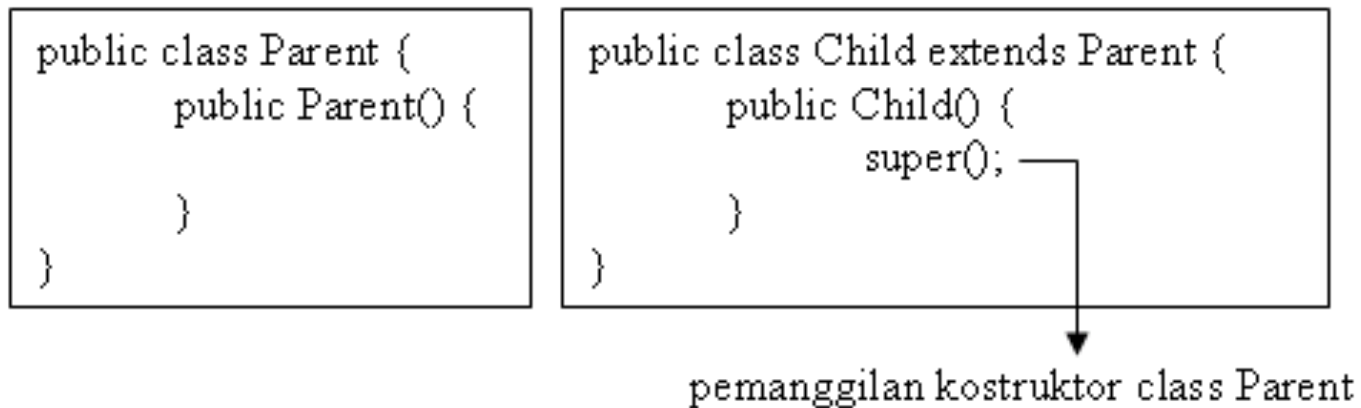 public class Parent {
public Parent() {
}
}
public class Child extends Parent {
public Child() {
super();
}
}
pemanggilan kostruktor class Parent